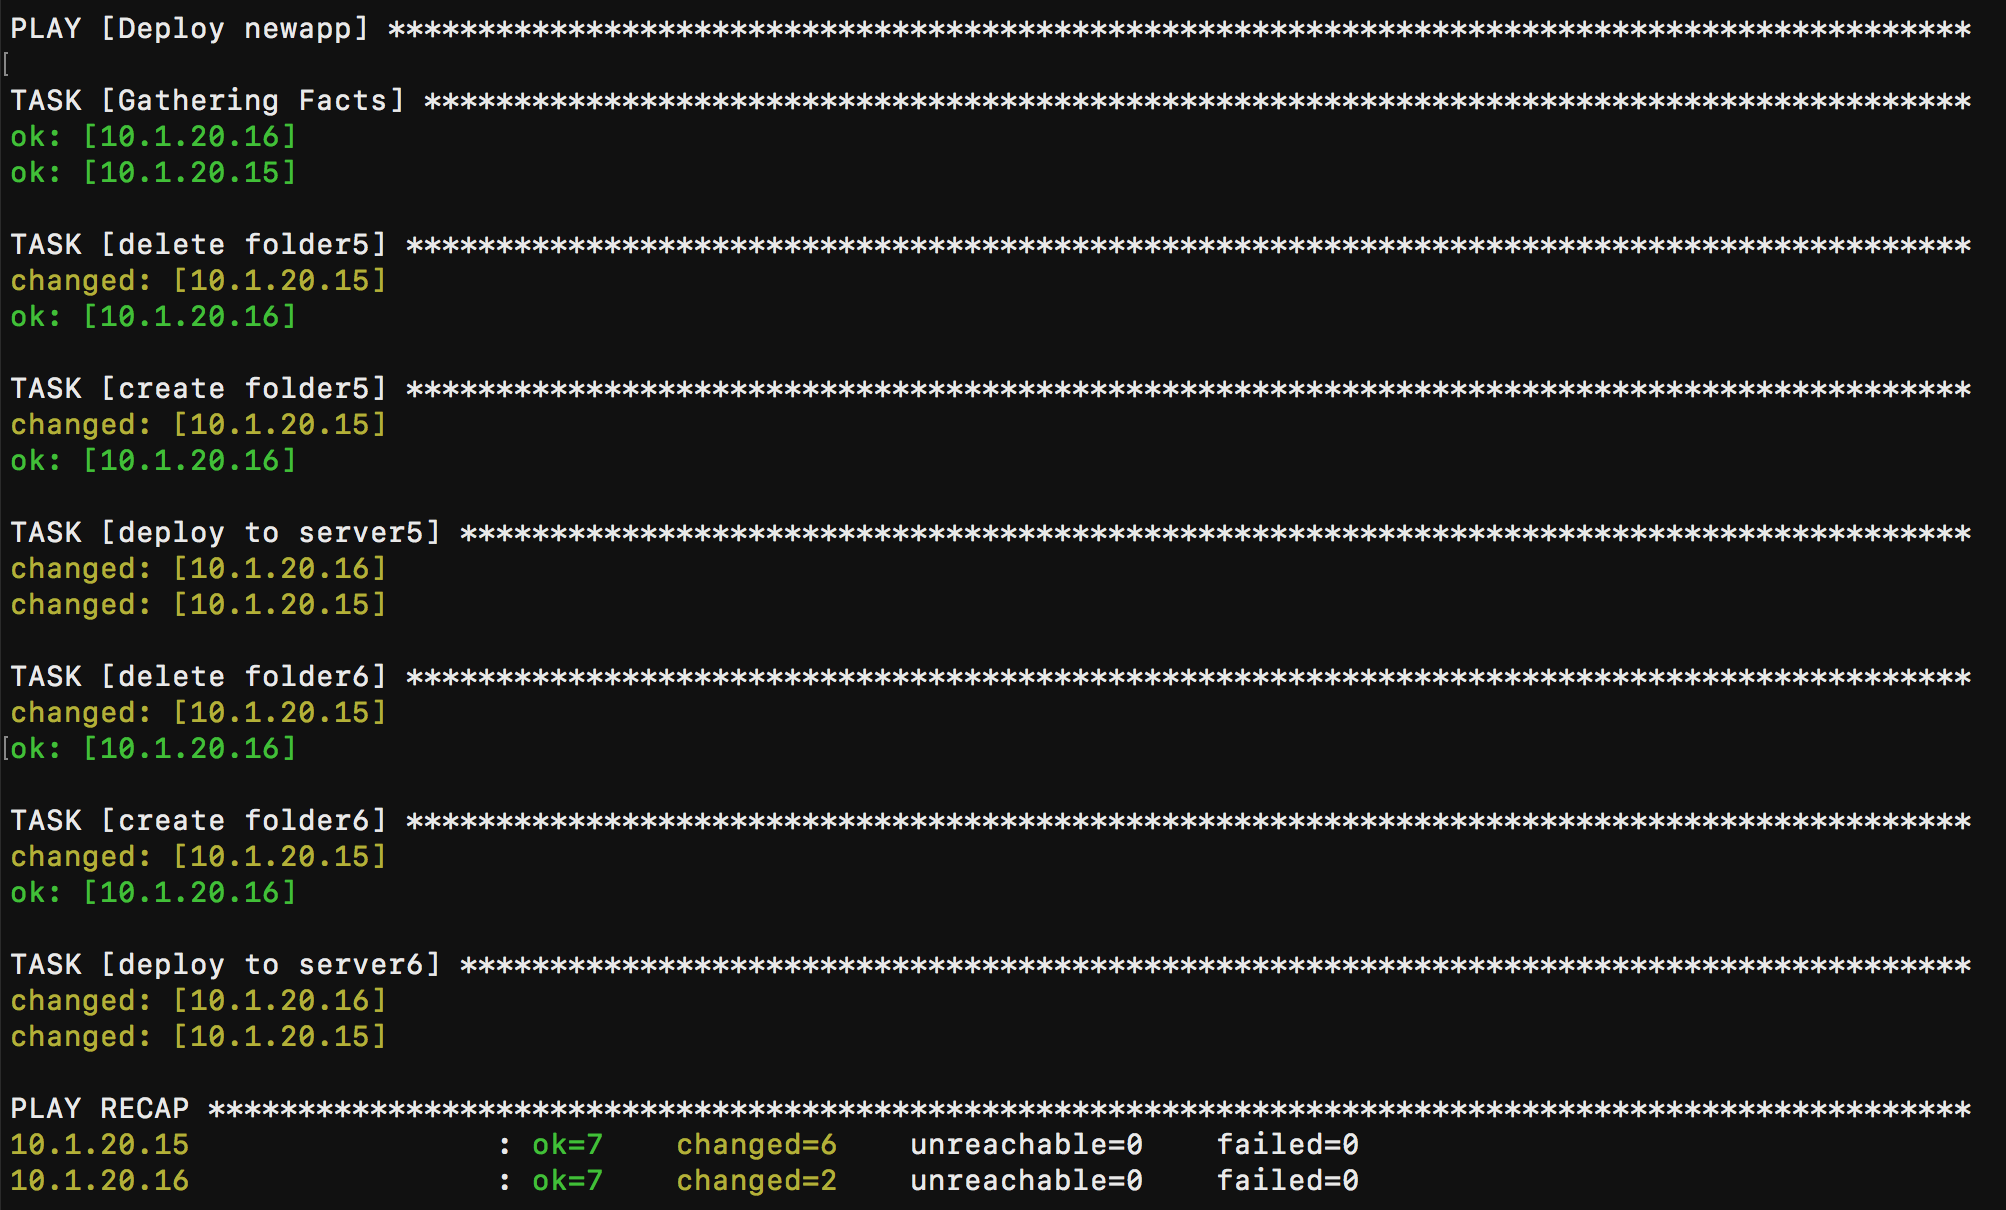 PLAY [Deploy newapp] ****************************************************************************************
TASK [Gathering Facts] **************************************************************************************
ok: [10.1.20.16]
ok: [10.1.20.15]
TASK [delete folder5] ***************************************************************************************
changed: [10.1.20.15]
ok: [10.1.20.16]
TASK [create folder5] ***************************************************************************************
changed: [10.1.20.15]
ok: [10.1.20.16]
TASK [deploy to server5] ************************************************************************************
changed: [10.1.20.16]
changed: [10.1.20.15]
TASK [delete folder6] ***************************************************************************************
changed: [10.1.20.15]
ok: [10.1.20.16]
TASK [create folder6] ***************************************************************************************
changed: [10.1.20.15]
ok: [10.1.20.16]
TASK [deploy to server6] ************************************************************************************
changed: [10.1.20.16]
changed: [10.1.20.15]
PLAY RECAP **************************************************************************************************
10.1.20.15                 : ok=7    changed=6    unreachable=0    failed=0
10.1.20.16                 : ok=7    changed=2    unreachable=0    failed=0